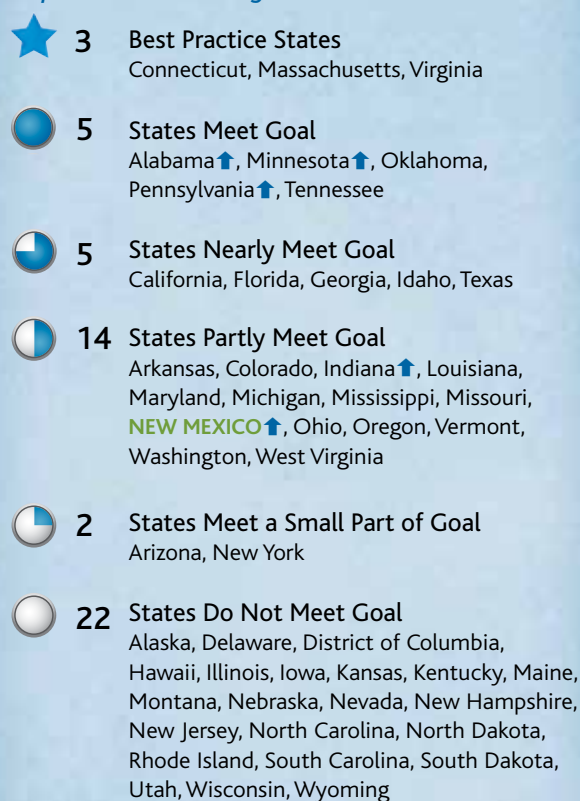 3 Best Practice States
Connecticut, Massachusetts, Virginia
5 States Meet Goal
Alabama⬆, Minnesota⬆, Oklahoma,
Pennsylvania⬆, Tennessee
5 States Nearly Meet Goal
California, Florida, Georgia, Idaho, Texas
14 States Partly Meet Goal
Arkansas, Colorado, Indiana⬆, Louisiana,
Maryland, Michigan, Mississippi, Missouri,
NEW MEXICO⬆, Ohio, Oregon, Vermont,
Washington, West Virginia
2 States Meet a Small Part of Goal
Arizona, New York
22 States Do Not Meet Goal
Alaska, Delaware, District of Columbia,
Hawaii, Illinois, Iowa, Kansas, Kentucky, Maine,
Montana, Nebraska, Nevada, New Hampshire,
New Jersey, North Carolina, North Dakota,
Rhode Island, South Carolina, South Dakota,
Utah, Wisconsin, Wyoming